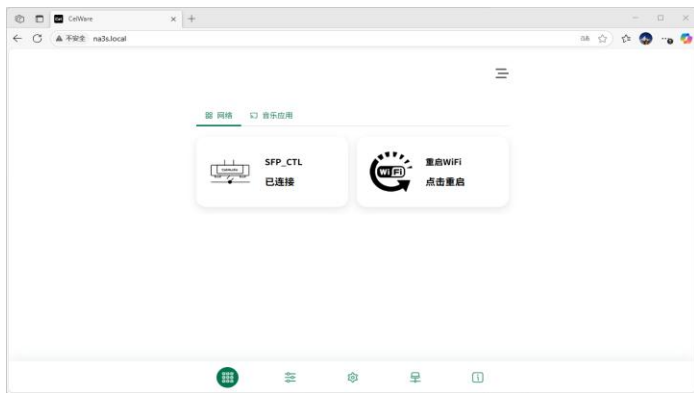 CelWare
不安全 na3s.local
网络 音乐应用
SFP_CTL
已连接
重启WiFi
点击重启
WiFi